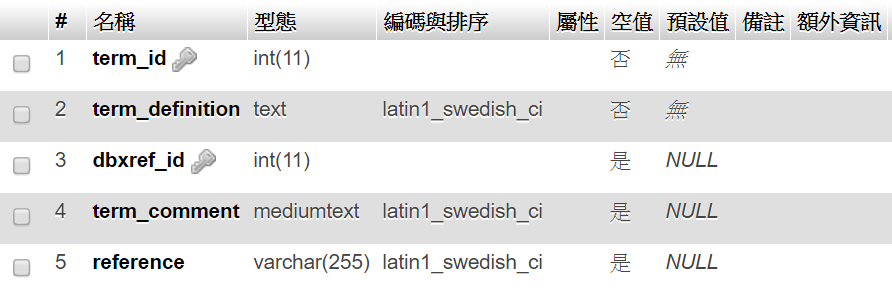 # 名稱 型態 編碼與排序 屬性 空值 預設值 備註 額外資訊
1 term_id int(11) 否 無
2 term_definition text latin1_swedish_ci 否 無
3 dbxref_id int(11) 是 NULL
4 term_comment mediumtext latin1_swedish_ci 是 NULL
5 reference varchar(255) latin1_swedish_ci 是 NULL